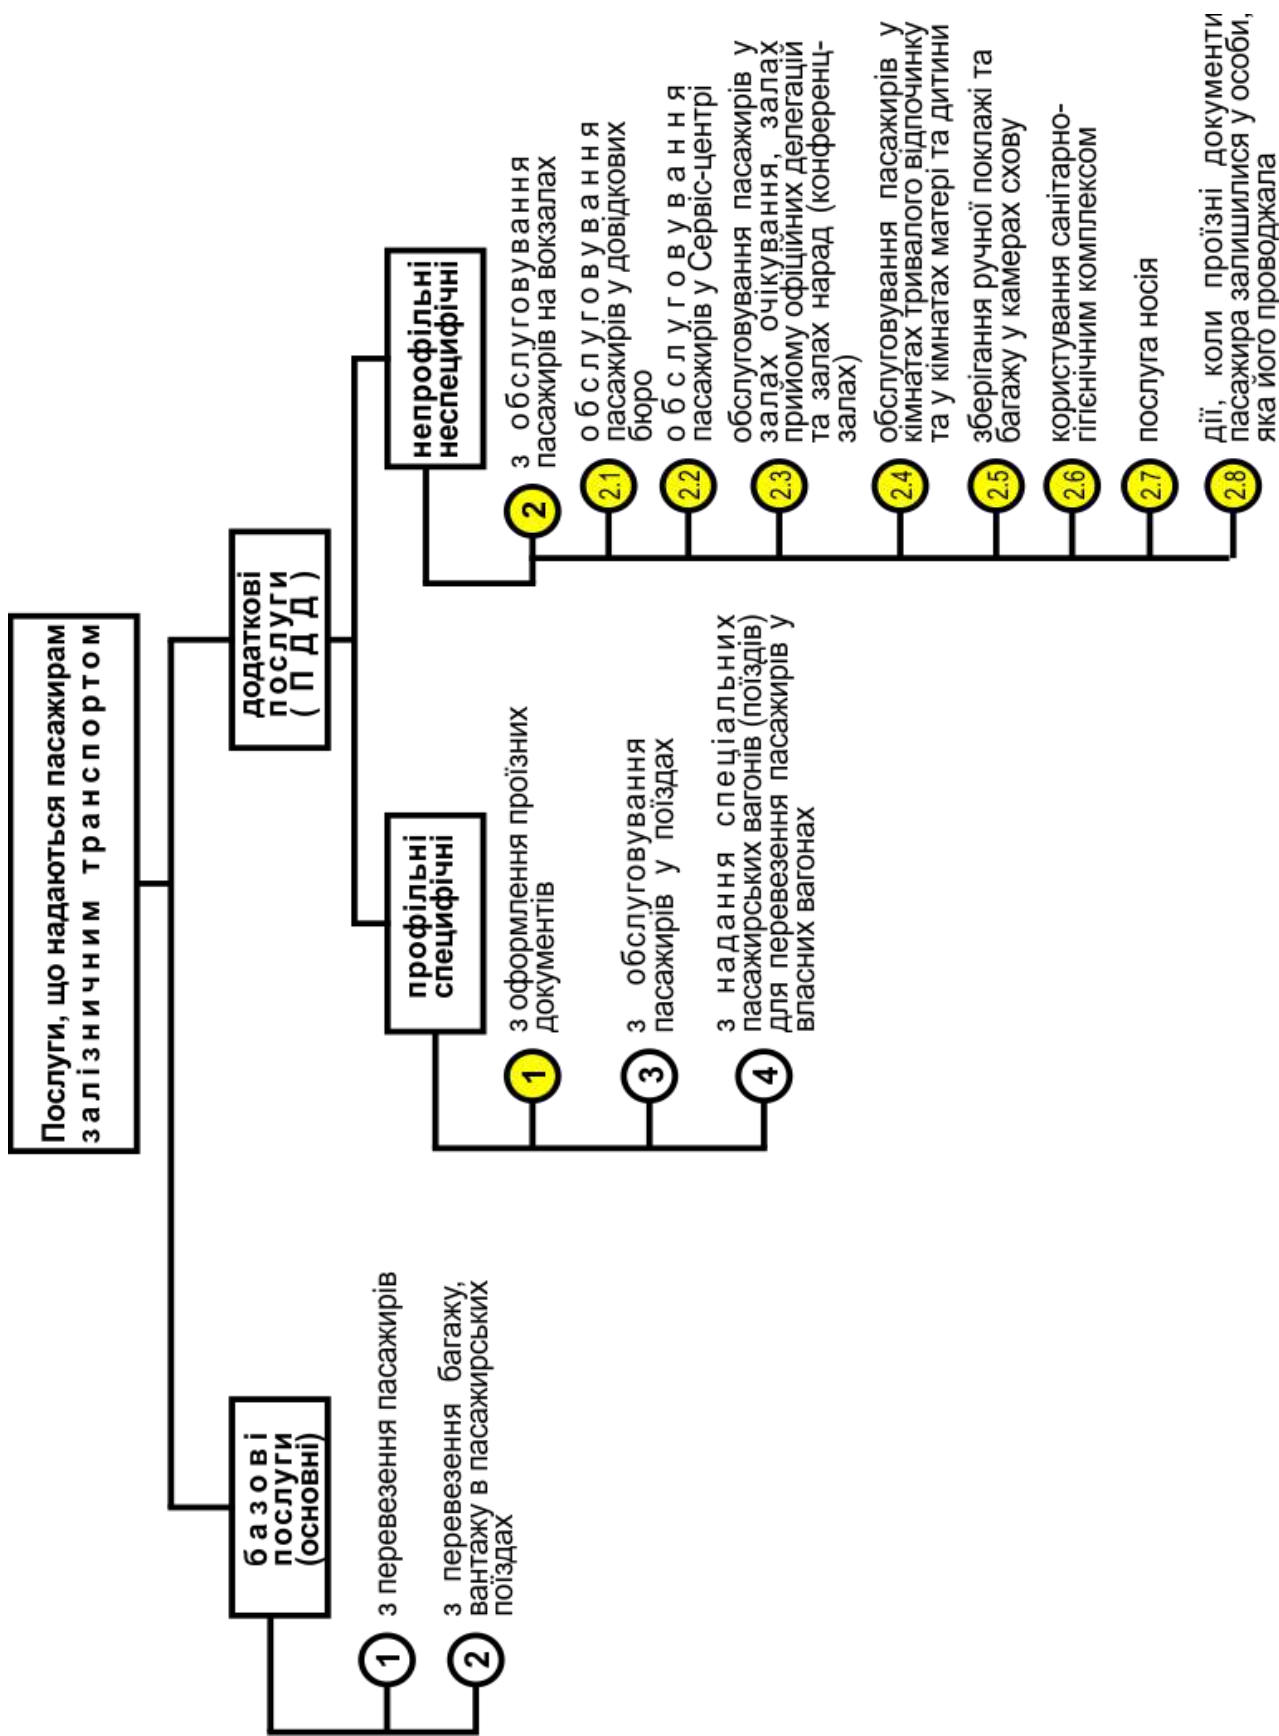 Послуги, що надаються пасажирам
залізничним транспортом
базові
послуги
(основні)
1
з перевезення пасажирів
2
з перевезення багажу,
вантажу в пасажирських
поїздах
додаткові
послуги
(ПДД)
профільні
специфічні
1
з оформлення проїзних
документів
3
з обслуговування
пасажирів у поїздах
4
з надання спеціальних
пасажирських вагонів (поїздів)
для перевезення пасажирів у
власних вагонах
непрофільні
неспецифічні
2
з обслуговування
пасажирів на вокзалах
2.1
обслуговування
пасажирів у довідкових
бюро
2.2
обслуговування
пасажирів у Сервіс-центрі
2.3
обслуговування пасажирів у
залах очікування, залах
прийому офіційних делегацій
та залах нарад (конференц-
залах)
2.4
обслуговування пасажирів у
кімнатах тривалого відпочинку
та у кімнатах матері та дитини
2.5
зберігання ручної поклажі та
багажу у камерах схову
2.6
користування санітарно-
гігієнічним комплексом
2.7
послуга носія
2.8
дії, коли проїзні документи
пасажира залишилися у особи,
яка його проводжала